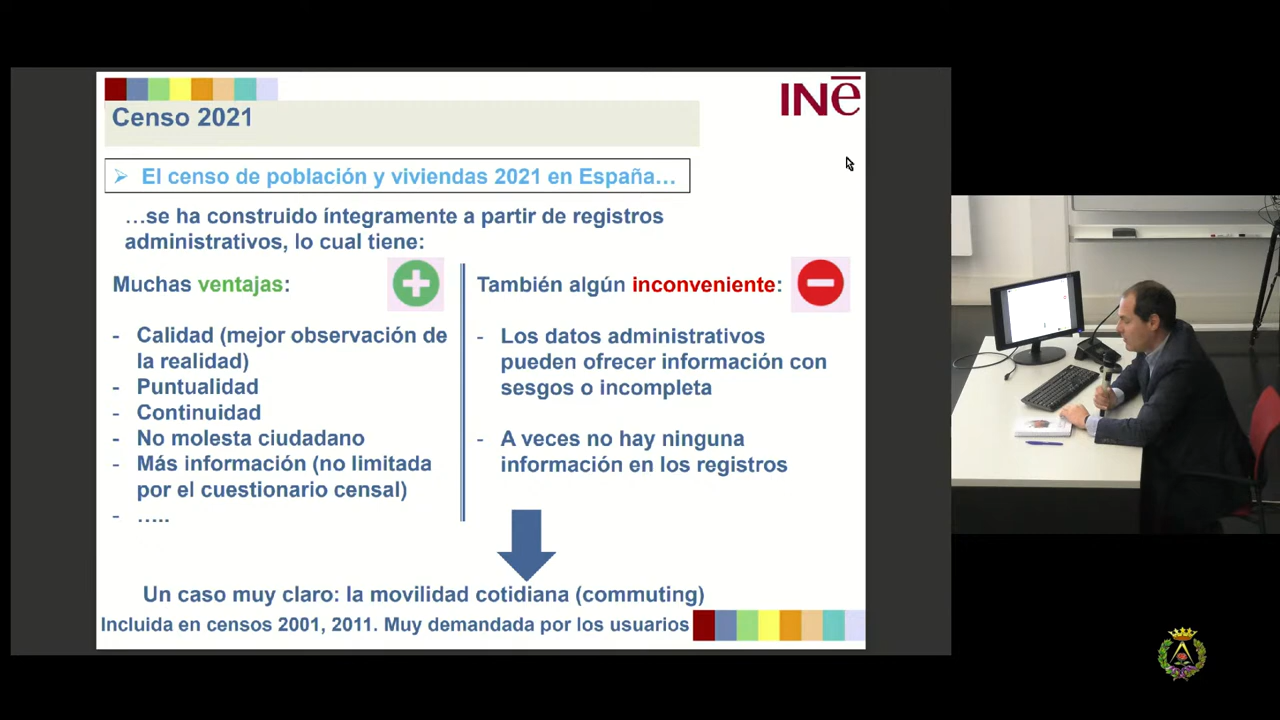 INe
Censo 2021
El censo de población y viviendas 2021 en España…
…se ha construido íntegramente a partir de registros
administrativos, lo cual tiene:
Muchas ventajas:
- Calidad (mejor observación de
la realidad)
- Puntualidad
- Continuidad
- No molesta ciudadano
- Más información (no limitada
por el cuestionario censal)
- …..
También algún inconveniente:
- Los datos administrativos
pueden ofrecer información con
sesgos o incompleta
- A veces no hay ninguna
información en los registros
Un caso muy claro: la movilidad cotidiana (commuting)
Incluida en censos 2001, 2011. Muy demandada por los usuarios